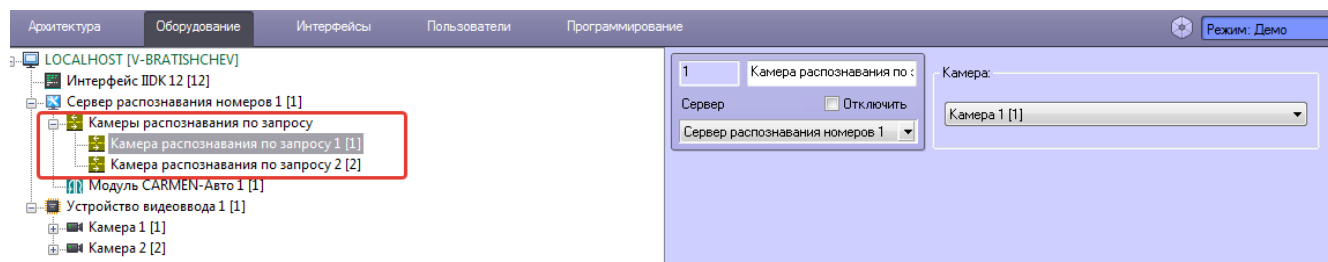 Архитектура Оборудование Интерфейсы Пользователи Программирование Режим: Демо
LOCALHOST [V-BRATISHCHEV]
Интерфейс IIDK 12 [12]
Сервер распознавания номеров 1 [1]
Камеры распознавания по запросу
Камера распознавания по запросу 1 [1]
Камера распознавания по запросу 2 [2]
Модуль CARMEN-Авто 1 [1]
Устройство видеоввода 1 [1]
Камера 1 [1]
Камера 2 [2]
1 Камера распознавания по
Сервер Отключить
Сервер распознавания номеров 1
Камера:
Камера 1 [1]